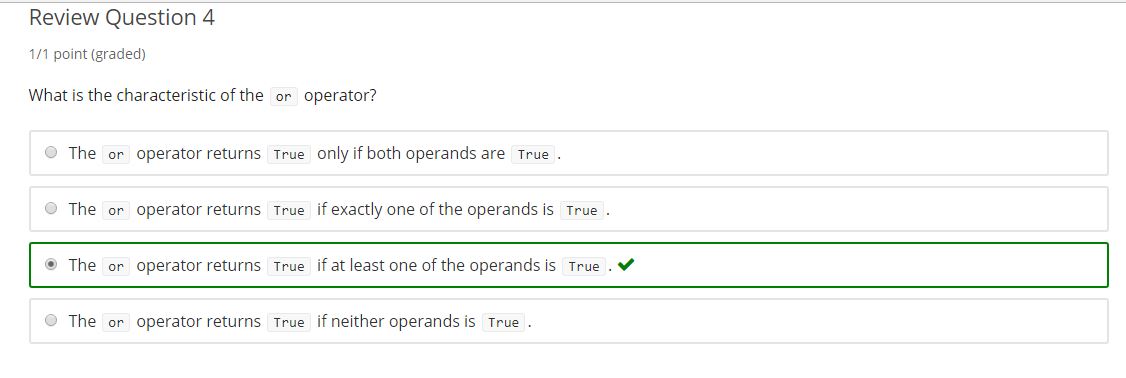 Review Question 4
1/1 point (graded)
What is the characteristic of the or operator?
The or operator returns True only if both operands are True.
The or operator returns True if exactly one of the operands is True.
The or operator returns True if at least one of the operands is True.
The or operator returns True if neither operands is True.